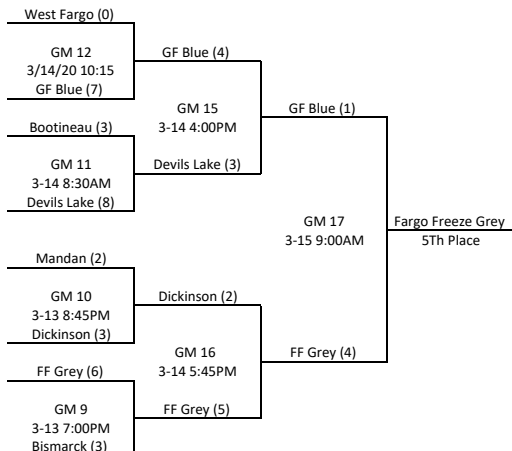 West Fargo (0)
GM 12
3/14/20 10:15
GF Blue (7)
GF Blue (4)
GM 15
3-14 4:00PM
Bootineau (3)
GM 11
3-14 8:30AM
Devils Lake (8)
Devils Lake (3)
GF Blue (1)
GM 17
3-15 9:00AM
Fargo Freeze Grey
5Th Place
Mandan (2)
GM 10
3-13 8:45PM
Dickinson (3)
Dickinson (2)
GM 16
3-14 5:45PM
FF Grey (4)
FF Grey (6)
GM 9
3-13 7:00PM
Bismarck (3)
FF Grey (5)